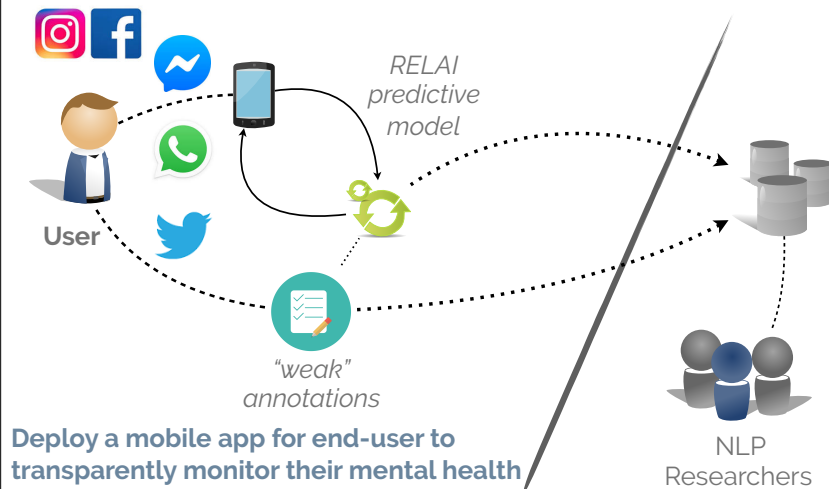 RELAI
predictive
model
User
“weak”
annotations
Deploy a mobile app for end-user to
transparently monitor their mental health
NLP
Researchers